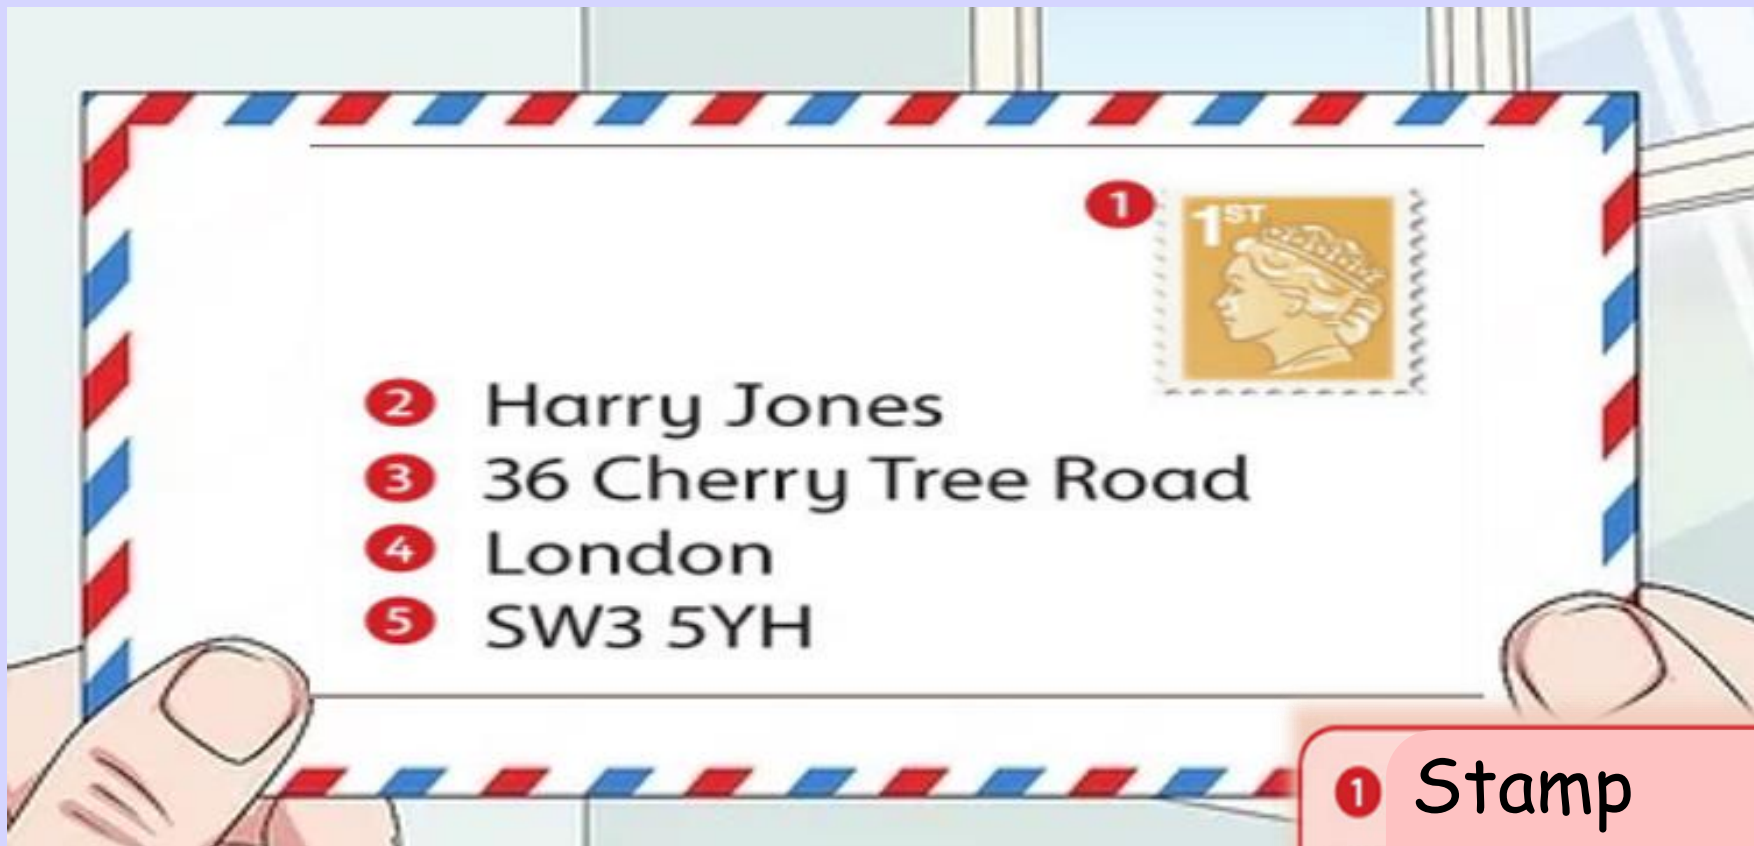 1
1ST
2 Harry Jones
3 36 Cherry Tree Road
4 London
5 SW3 5YH
1 Stamp